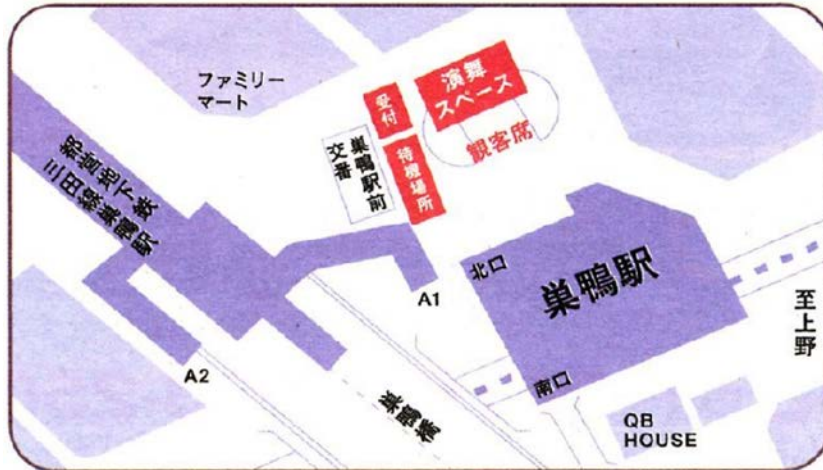 ファミリー
マート
受付
演舞
スペース
観客席
待機場所
巣鴨駅前
交番
都営地下鉄
三田線巣鴨駅
北口
巣鴨駅
A1
至上野
A2
南口
巣鴨橋
QB
HOUSE